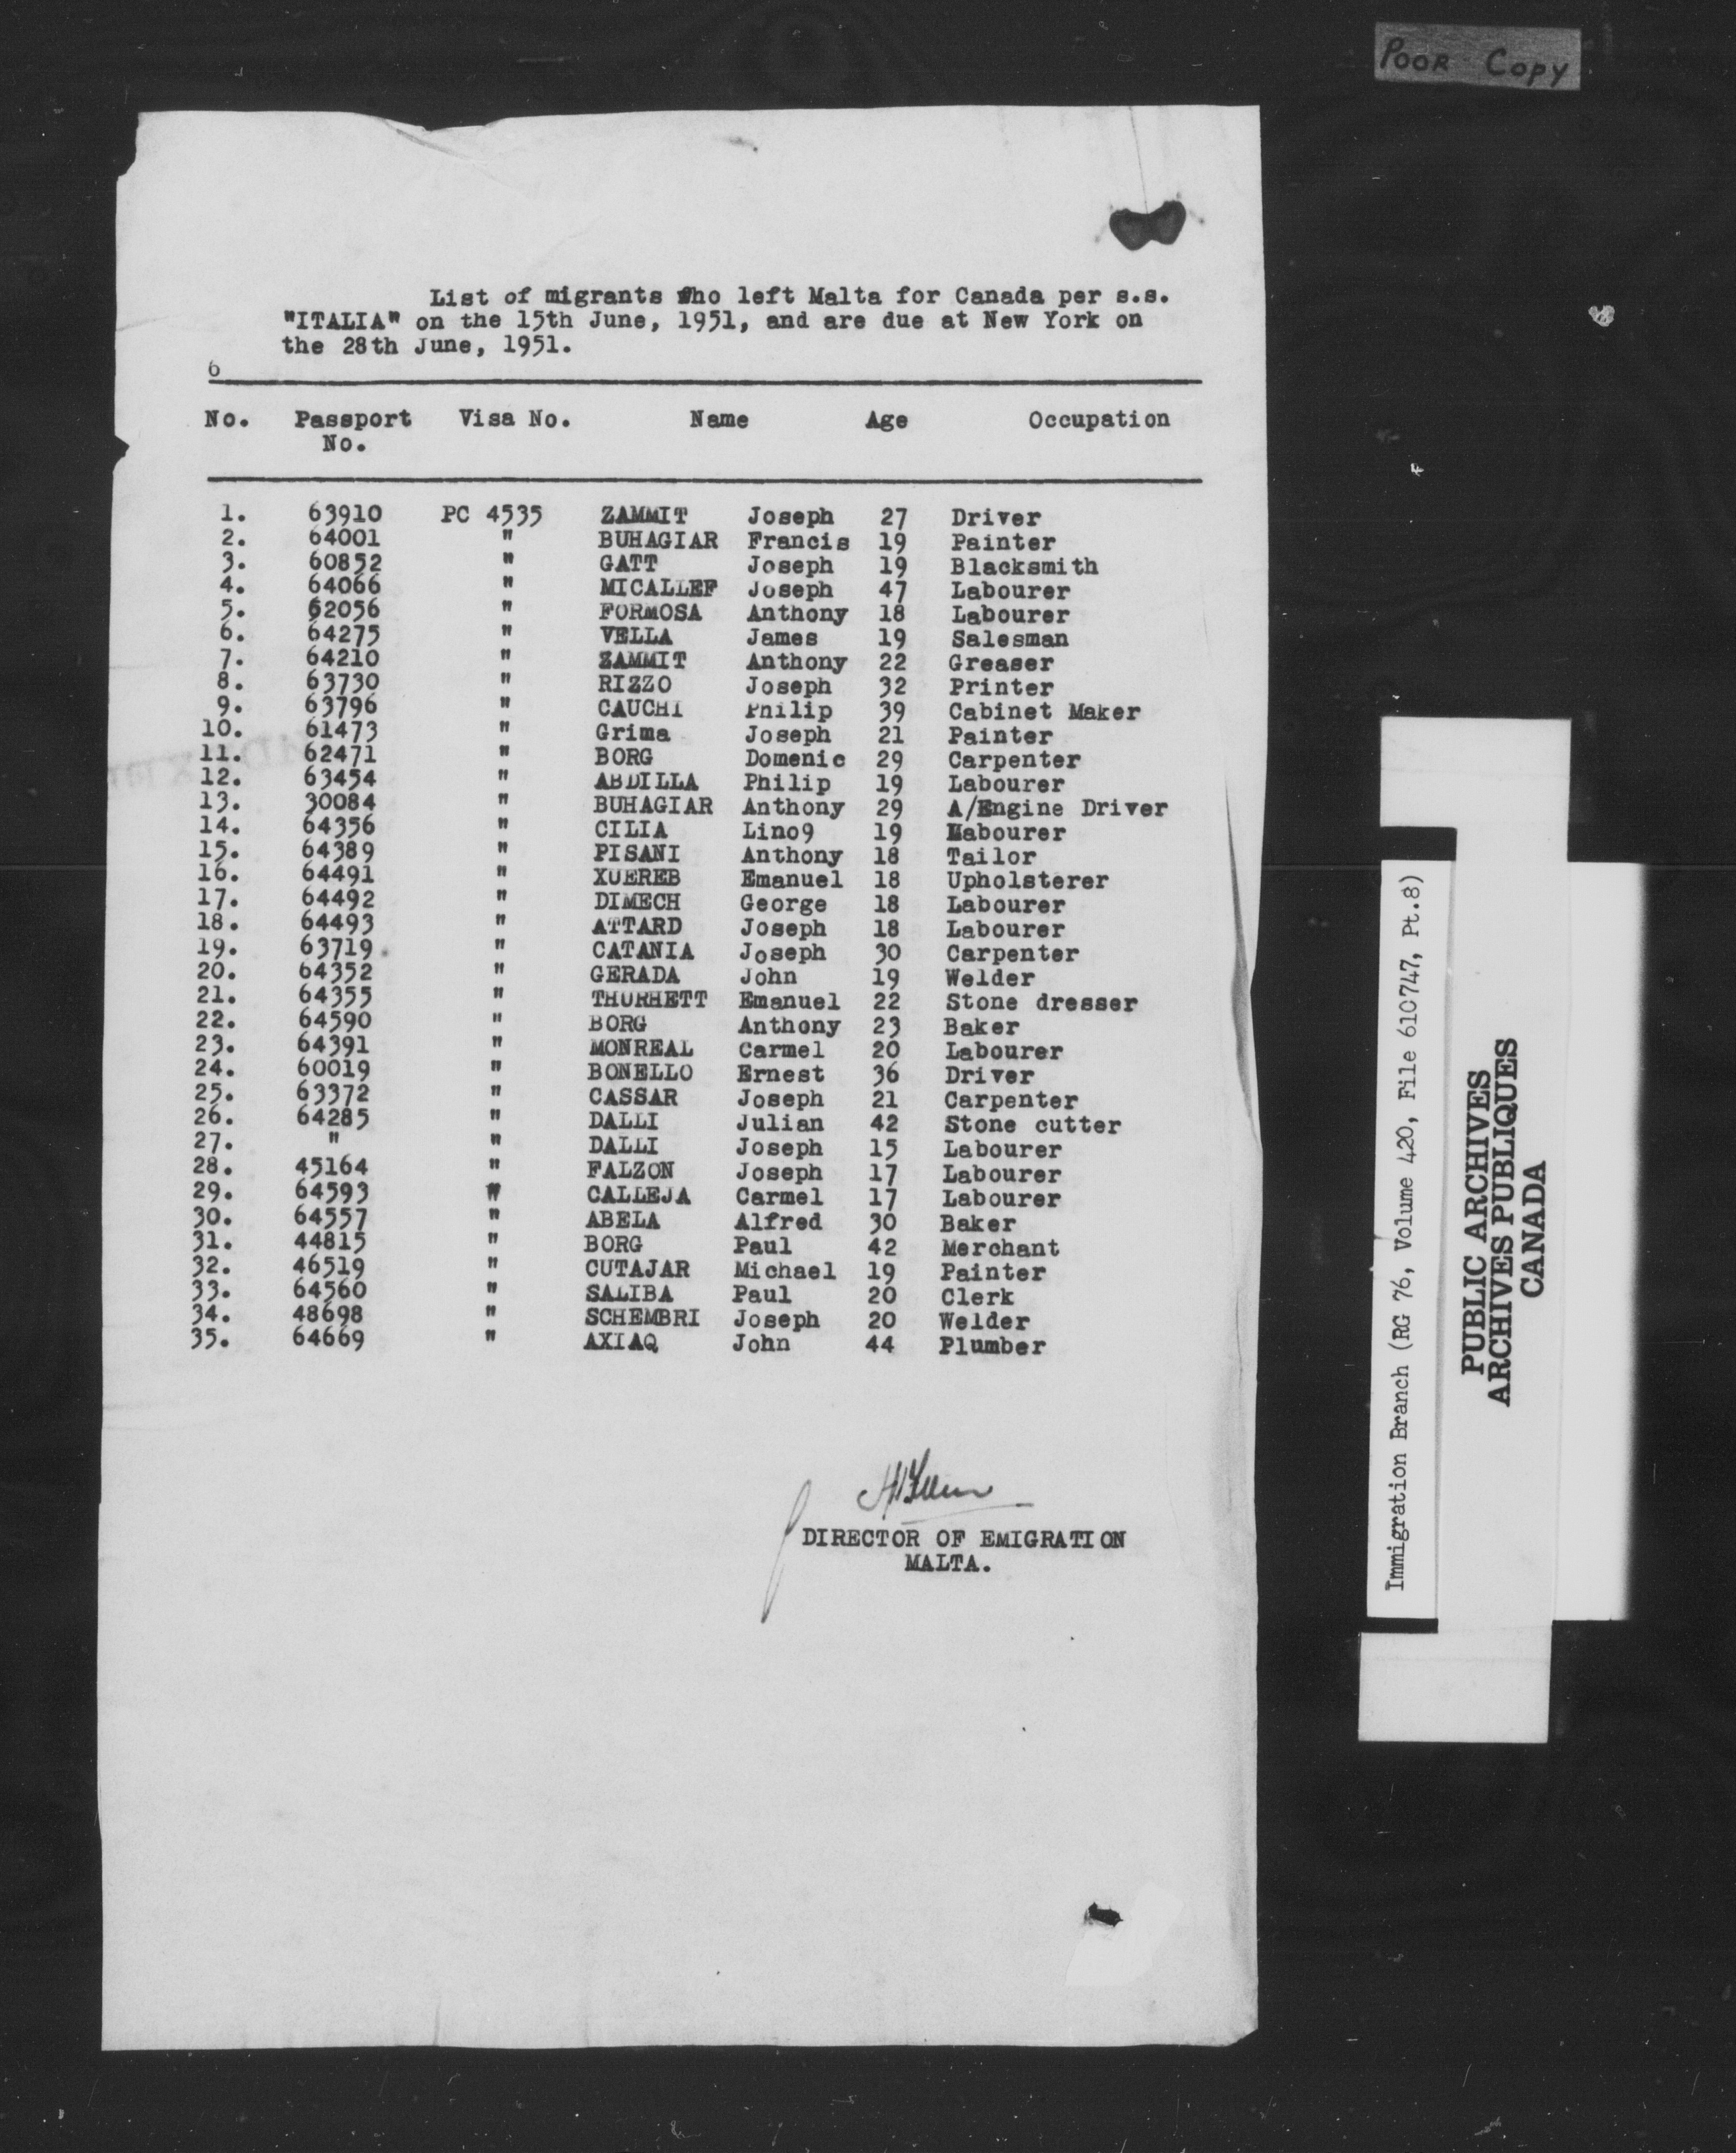 POOR COPY
List of migrants who left Malta for Canada per s.s.
"ITALIA" on the 15th June, 1951, and are due at New York on
the 28th June, 1951.
6
No. Passport Visa No. Name Age Occupation
No.
1. 63910 PC 4535 ZAMMIT Joseph 27 Driver
2. 64001 " BUHAGIAR Francis 19 Painter
3. 60852 " GATT Joseph 19 Blacksmith
4. 64066 " MICALLEF Joseph 47 Labourer
5. 62056 " FORMOSA Anthony 18 Labourer
6. 64275 " VELLA James 19 Salesman
7. 64210 " ZAMMIT Anthony 22 Greaser
8. 63730 " RIZZO Joseph 32 Printer
9. 63796 " CAUCHI Philip 39 Cabinet Maker
10. 61473 " Grima Joseph 21 Painter
11. 62471 " BORG Domenic 29 Carpenter
12. 63454 " ABDILLA Philip 19 Labourer
13. 30084 " BUHAGIAR Anthony 29 A/Engine Driver
14. 64356 " CILIA Lino9 19 Labourer
15. 64389 " PISANI Anthony 18 Tailor
16. 64491 " XUEREB Emanuel 18 Upholsterer
17. 64492 " DIMECH George 18 Labourer
18. 64493 " ATTARD Joseph 18 Labourer
19. 63719 " CATANIA Joseph 30 Carpenter
20. 64352 " GERADA John 19 Welder
21. 64355 " THURHETT Emanuel 22 Stone dresser
22. 64590 " BORG Anthony 23 Baker
23. 64391 " MONREAL Carmel 20 Labourer
24. 60019 " BONELLO Ernest 36 Driver
25. 63372 " CASSAR Joseph 21 Carpenter
26. 64285 " DALLI Julian 42 Stone cutter
27. " " DALLI Joseph 15 Labourer
28. 45164 " FALZON Joseph 17 Labourer
29. 64593 " CALLEJA Carmel 17 Labourer
30. 64557 " ABELA Alfred 30 Baker
31. 44815 " BORG Paul 42 Merchant
32. 46519 " CUTAJAR Michael 19 Painter
33. 64560 " SALIBA Paul 20 Clerk
34. 48698 " SCHEMBRI Joseph 20 Welder
35. 64669 " AXIAQ John 44 Plumber
DIRECTOR OF EMIGRATION
MALTA.
Immigration Branch (RG 76, Volume 420, File 610747, Pt.8)
PUBLIC ARCHIVES
ARCHIVES PUBLIQUES
CANADA